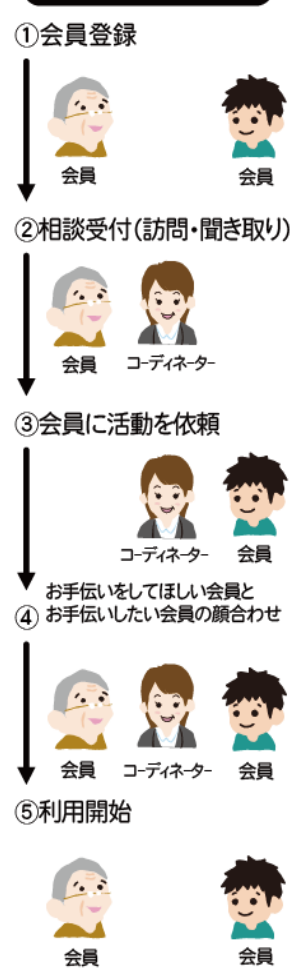 ①会員登録
会員 会員
②相談受付(訪問・聞き取り)
会員 コーディネーター
③会員に活動を依頼
コーディネーター 会員
お手伝いをしてほしい会員と
④ お手伝いしたい会員の顔合わせ
会員 コーディネーター 会員
⑤利用開始
会員 会員